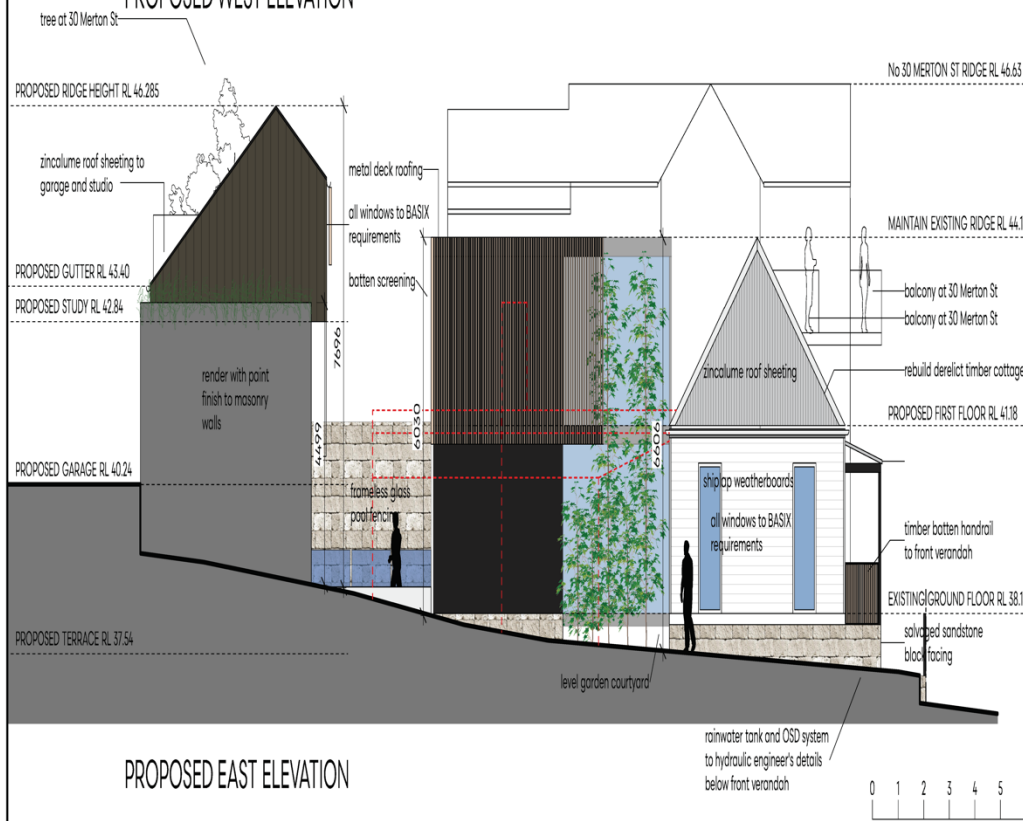 PROPOSED WEST ELEVATION
tree at 30 Merton St
PROPOSED RIDGE HEIGHT RL 46.285
No 30 MERTON ST RIDGE RL 46.63
zincalume roof sheeting to
garage and studio
metal deck roofing
all windows to BASIX
requirements
batten screening
MAINTAIN EXISTING RIDGE RL 44.1
PROPOSED GUTTER RL 43.40
PROPOSED STUDY RL 42.84
balcony at 30 Merton St
balcony at 30 Merton St
7696
render with paint
finish to masonry
walls
zincalume roof sheeting
rebuild derelict timber cottage
PROPOSED FIRST FLOOR RL 41.18
4499
6030
6606
PROPOSED GARAGE RL 40.24
frameless glass
pool fencing
shiplap weatherboards
all windows to BASIX
requirements
timber batten handrail
to front verandah
EXISTING GROUND FLOOR RL 38.1
PROPOSED TERRACE RL 37.54
salvaged sandstone
block facing
level garden courtyard
rainwater tank and OSD system
to hydraulic engineer's details
below front verandah
PROPOSED EAST ELEVATION
0 1 2 3 4 5